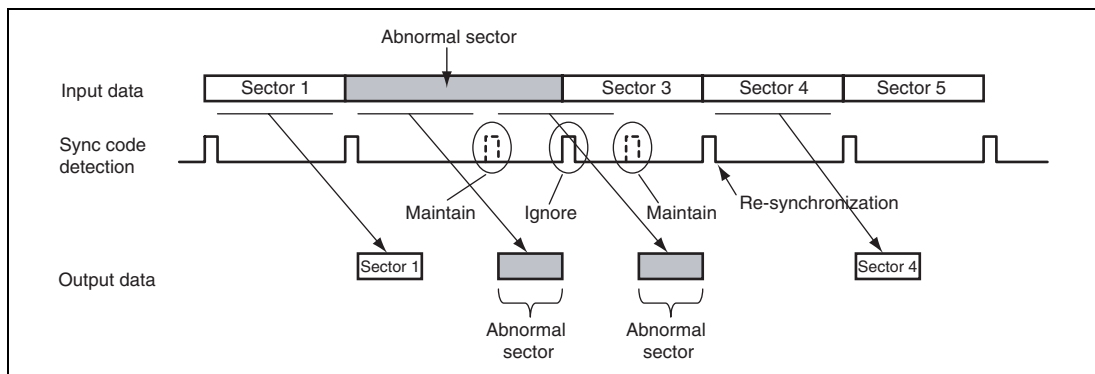 Abnormal sector
Input data
Sector 1
Sector 3
Sector 4
Sector 5
Sync code
detection
Maintain
Ignore
Maintain
Re-synchronization
Output data
Sector 1
Sector 4
Abnormal
sector
Abnormal
sector